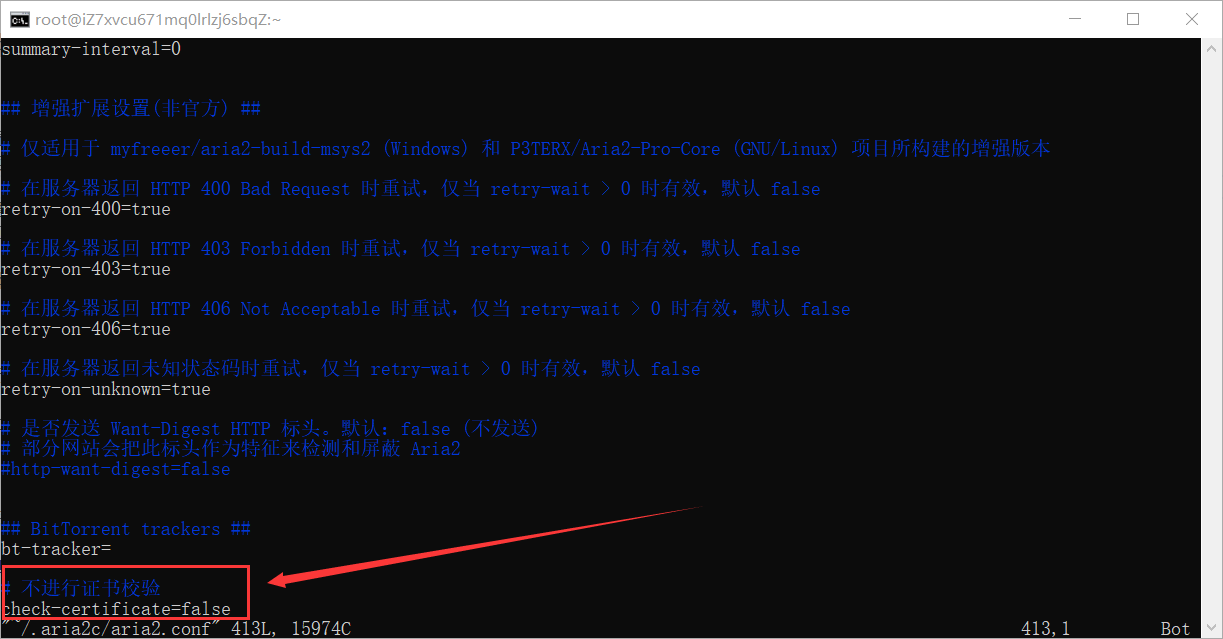 root@iZ7xvcu671mq0lrlzj6sbqZ:~
summary-interval=0
## 增强扩展设置(非官方) ##
# 仅适用于 myfreeer/aria2-build-msys2 (Windows) 和 P3TERX/Aria2-Pro-Core (GNU/Linux) 项目所构建的增强版本
# 在服务器返回 HTTP 400 Bad Request 时重试，仅当 retry-wait > 0 时有效，默认 false
retry-on-400=true
# 在服务器返回 HTTP 403 Forbidden 时重试，仅当 retry-wait > 0 时有效，默认 false
retry-on-403=true
# 在服务器返回 HTTP 406 Not Acceptable 时重试，仅当 retry-wait > 0 时有效，默认 false
retry-on-406=true
# 在服务器返回未知状态码时重试，仅当 retry-wait > 0 时有效，默认 false
retry-on-unknown=true
# 是否发送 Want-Digest HTTP 标头。默认：false (不发送)
# 部分网站会把此标头作为特征来检测和屏蔽 Aria2
#http-want-digest=false
## BitTorrent trackers ##
bt-tracker=
# 不进行证书校验
check-certificate=false
"~/.aria2c/aria2.conf" 413L, 15974C 413,1 Bot